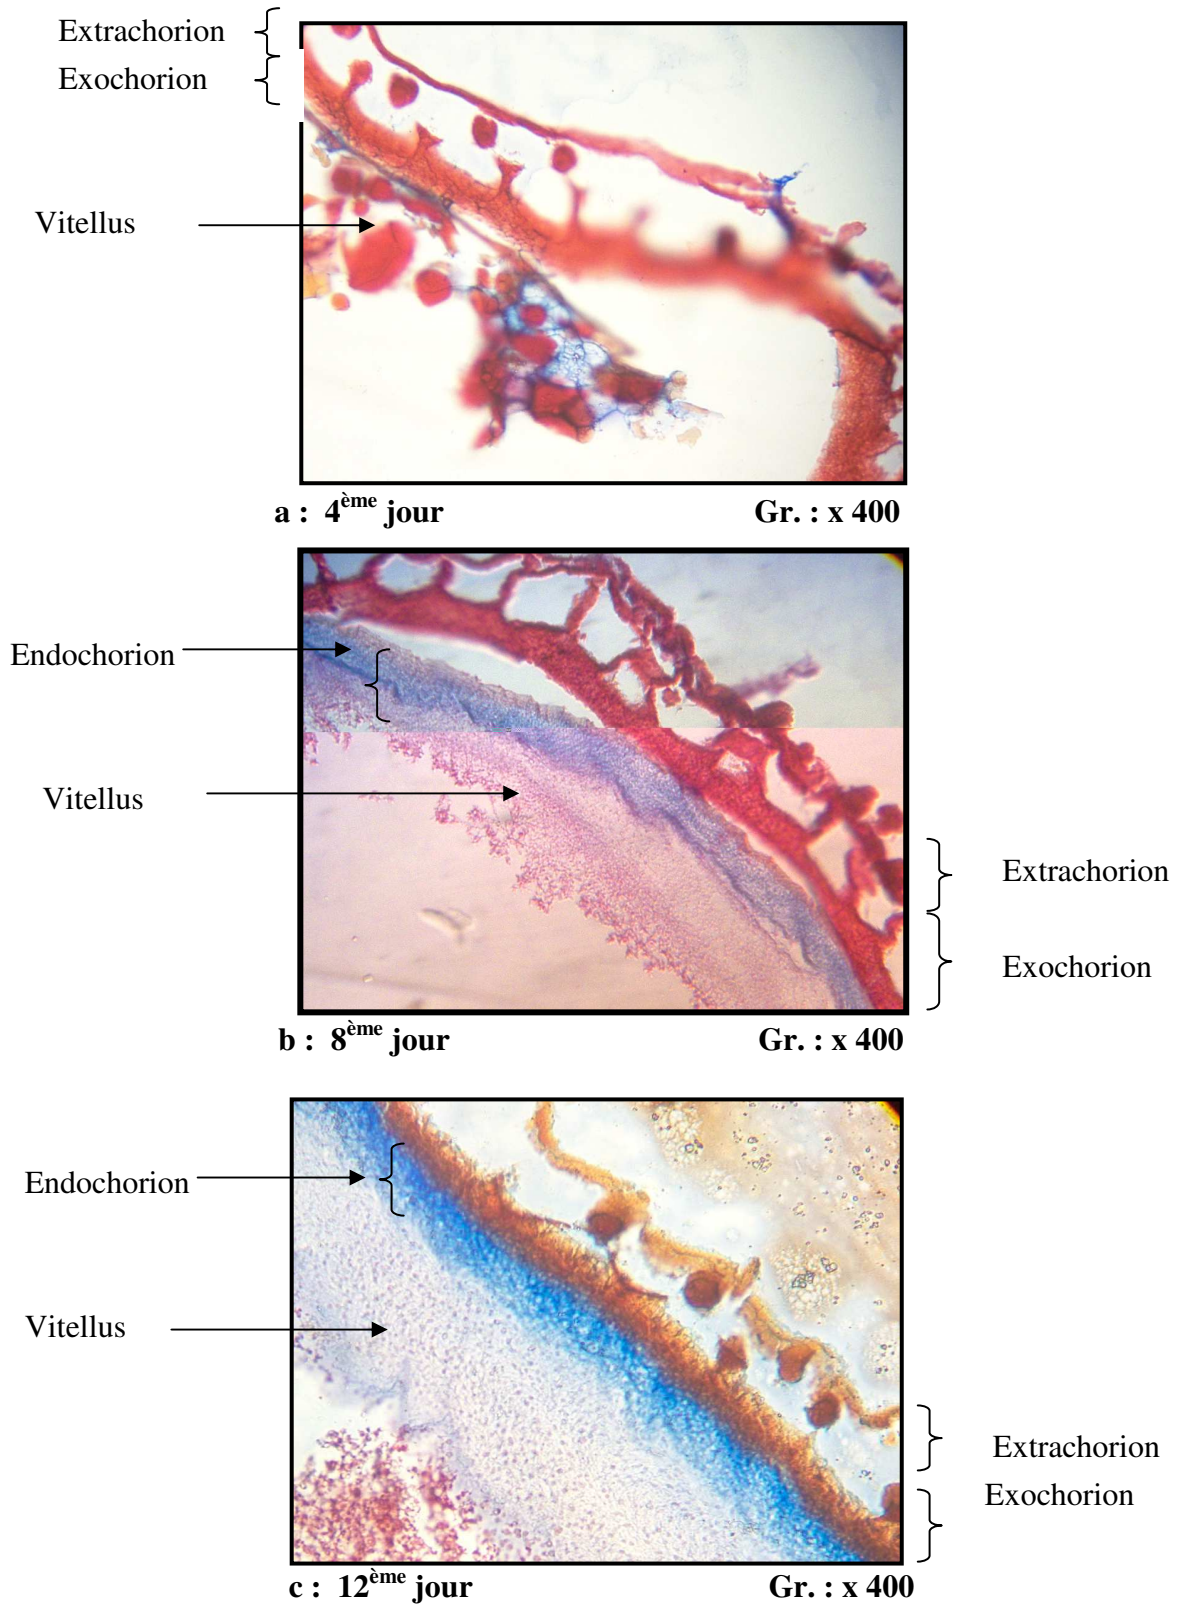 Extrachorion
Exochorion
Vitellus
a : 4ème jour Gr. : x 400
Endochorion
Vitellus
Extrachorion
Exochorion
b : 8ème jour Gr. : x 400
Endochorion
Vitellus
Extrachorion
Exochorion
c : 12ème jour Gr. : x 400